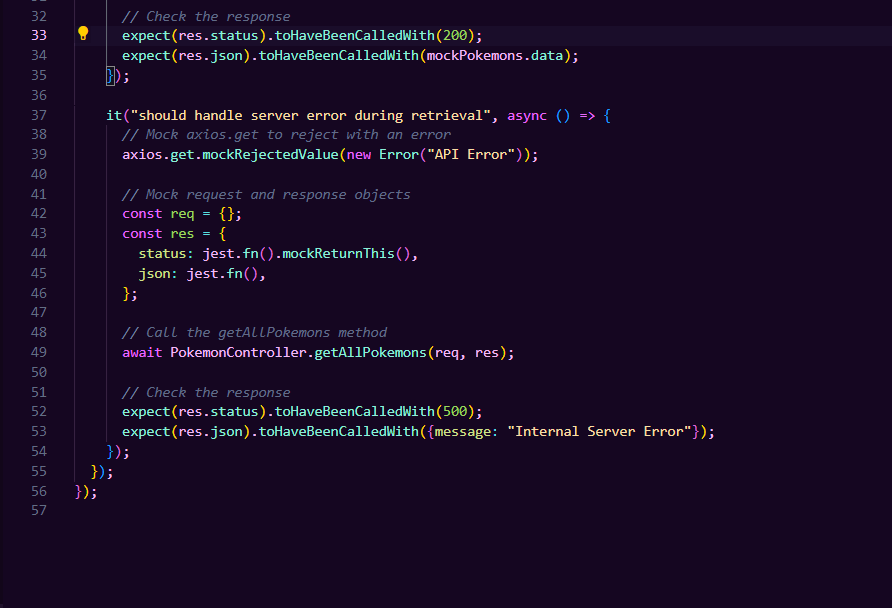 32 // Check the response
33 expect(res.status).toHaveBeenCalledWith(200);
34 expect(res.json).toHaveBeenCalledWith(mockPokemons.data);
35 });
36
37 it("should handle server error during retrieval", async () => {
38 // Mock axios.get to reject with an error
39 axios.get.mockRejectedValue(new Error("API Error"));
40
41 // Mock request and response objects
42 const req = {};
43 const res = {
44 status: jest.fn().mockReturnThis(),
45 json: jest.fn(),
46 };
47
48 // Call the getAllPokemons method
49 await PokemonController.getAllPokemons(req, res);
50
51 // Check the response
52 expect(res.status).toHaveBeenCalledWith(500);
53 expect(res.json).toHaveBeenCalledWith({message: "Internal Server Error"});
54 });
55 });
56 });
57